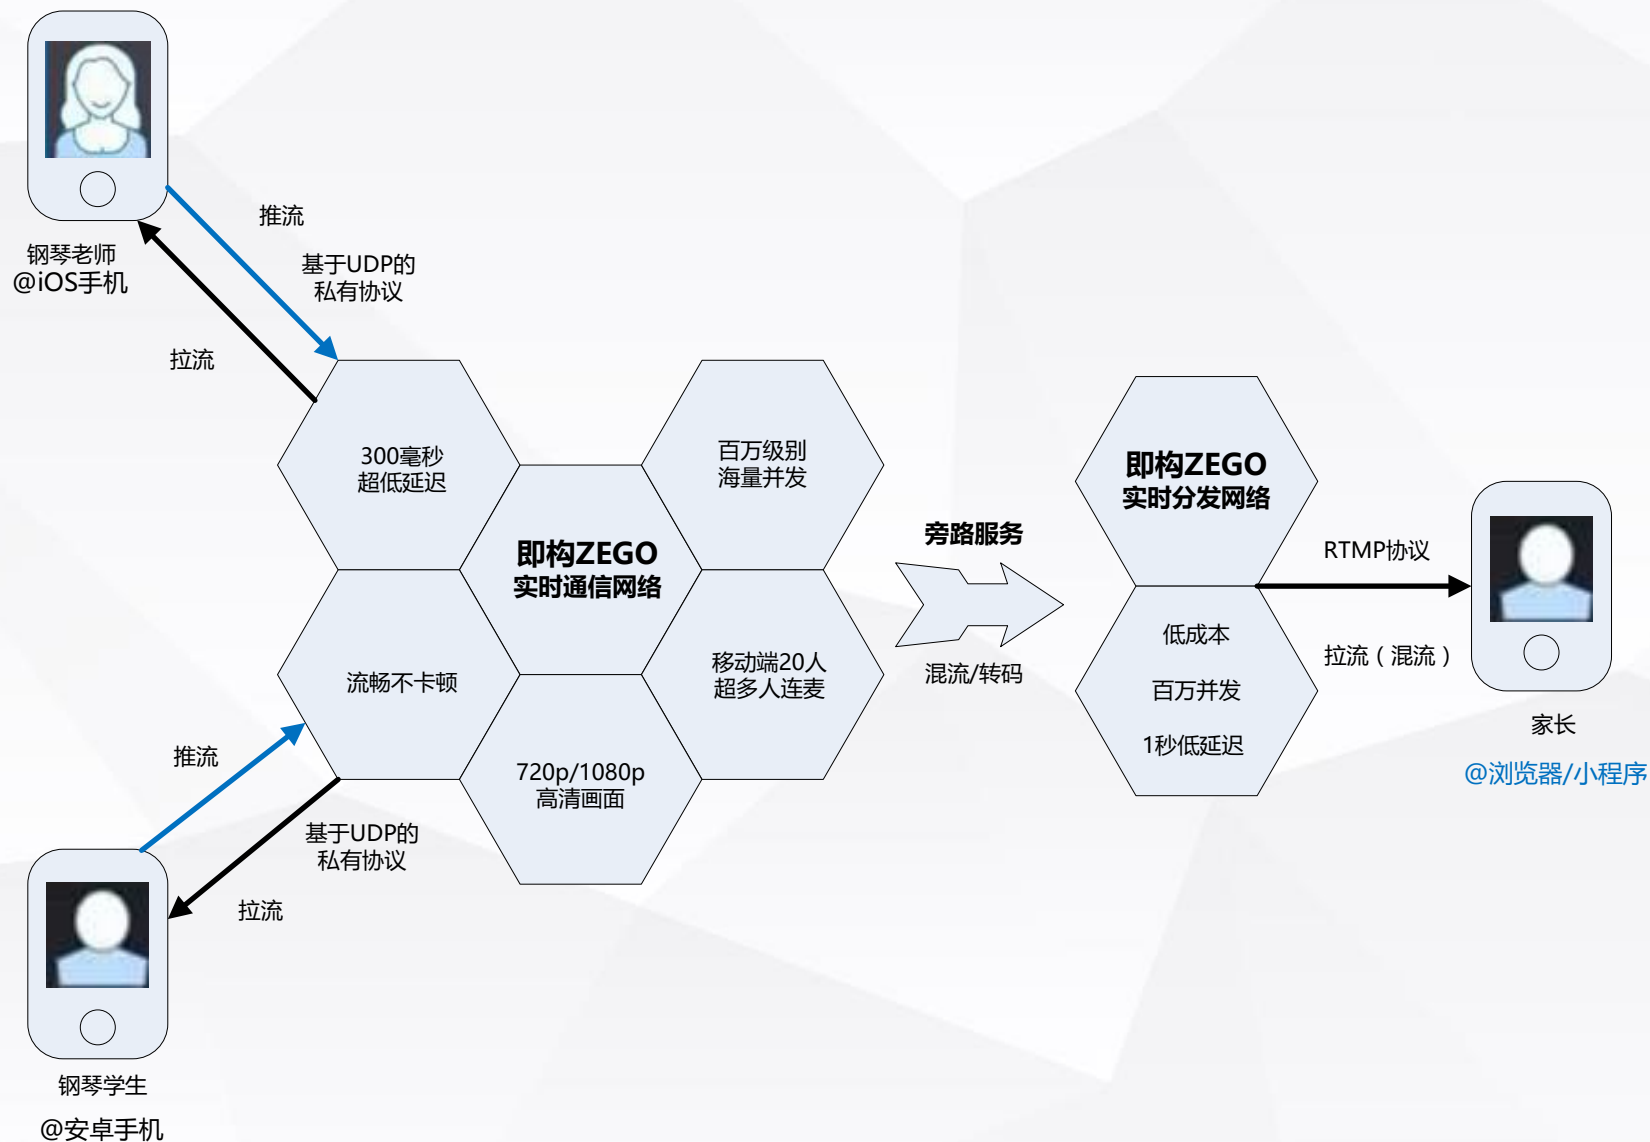 钢琴老师
@iOS手机
推流
基于UDP的
私有协议
拉流
300毫秒
超低延迟
百万级别
海量并发
即构ZEGO
实时通信网络
流畅不卡顿
移动端20人
超多人连麦
720p/1080p
高清画面
推流
基于UDP的
私有协议
拉流
钢琴学生
@安卓手机
旁路服务
混流/转码
即构ZEGO
实时分发网络
低成本
百万并发
1秒低延迟
RTMP协议
拉流（混流）
家长
@浏览器/小程序